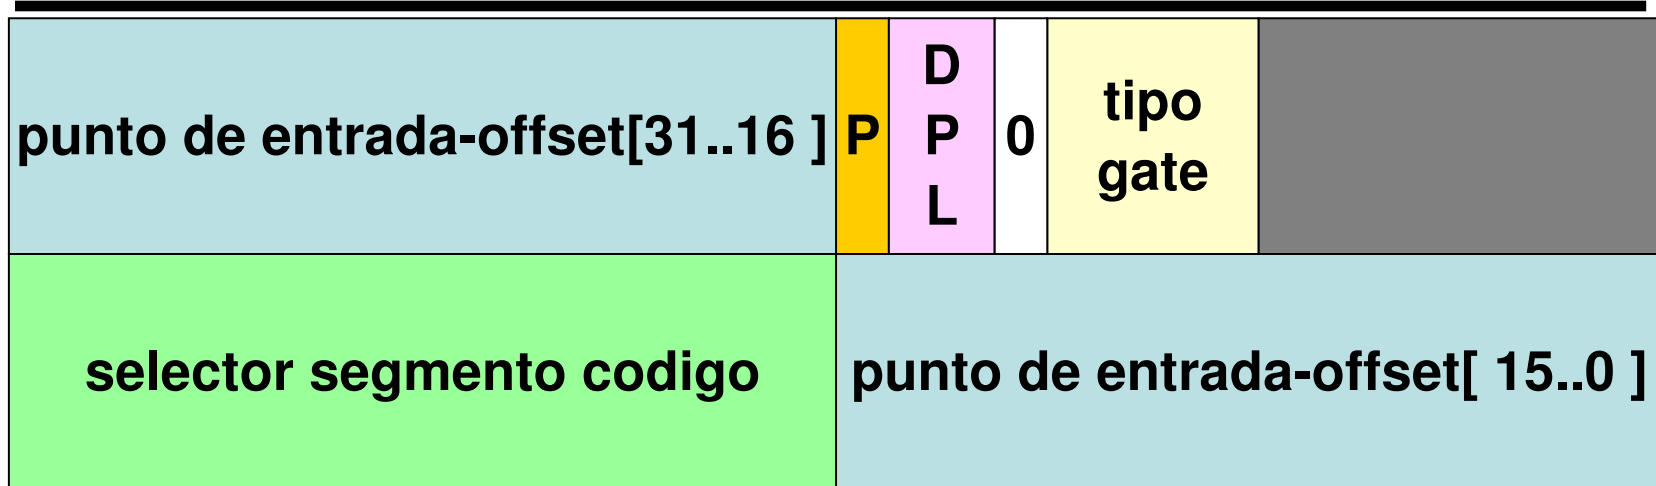 punto de entrada-offset[31..16 ]
P
D
P
L
0
tipo
gate
selector segmento codigo
punto de entrada-offset[ 15..0 ]